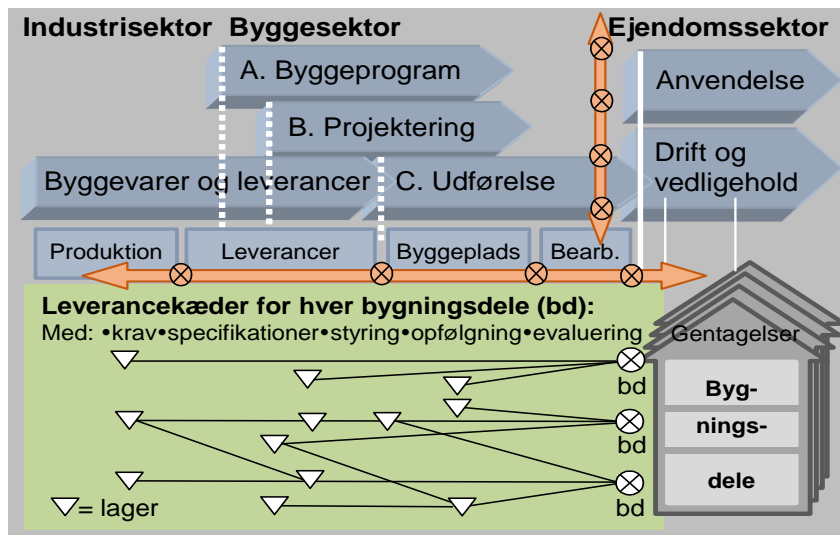 Industrisektor Byggesektor Ejendomssektor
A. Byggeprogram
Anvendelse
B. Projektering
Byggevarer og leverancer
C. Udførelse
Drift og
vedligehold
Produktion Leverancer Byggeplads Bearb.
Leverancekæder for hver bygningsdele (bd):
Med: •krav•specifikationer•styring•opfølgning•evaluering
Gentagelser
bd
Byg-
bd
nings-
bd
dele
= lager